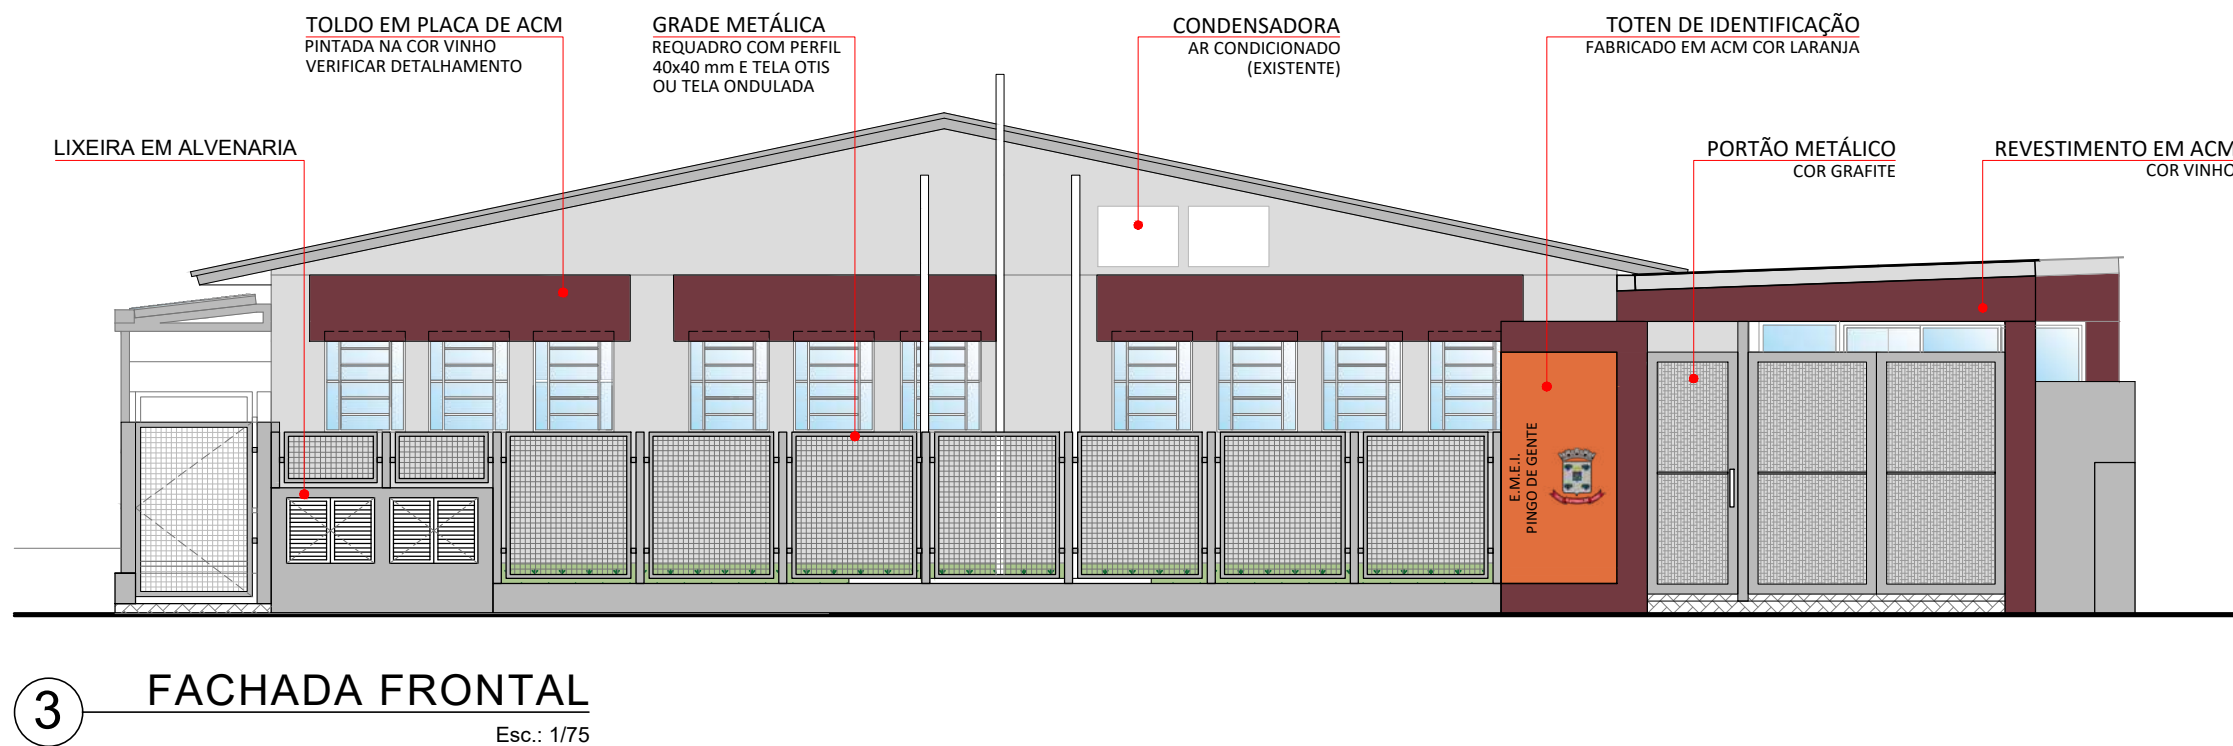 TOLDO EM PLACA DE ACM
PINTADA NA COR VINHO
VERIFICAR DETALHAMENTO
GRADE METÁLICA
REQUADRO COM PERFIL
40x40 mm E TELA OTIS
OU TELA ONDULADA
CONDENSADORA
AR CONDICIONADO
(EXISTENTE)
TOTEN DE IDENTIFICAÇÃO
FABRICADO EM ACM COR LARANJA
LIXEIRA EM ALVENARIA
PORTÃO METÁLICO
COR GRAFITE
REVESTIMENTO EM ACM
COR VINHO
E.M.E.I.
PINGO DE GENTE
3
FACHADA FRONTAL
Esc.: 1/75